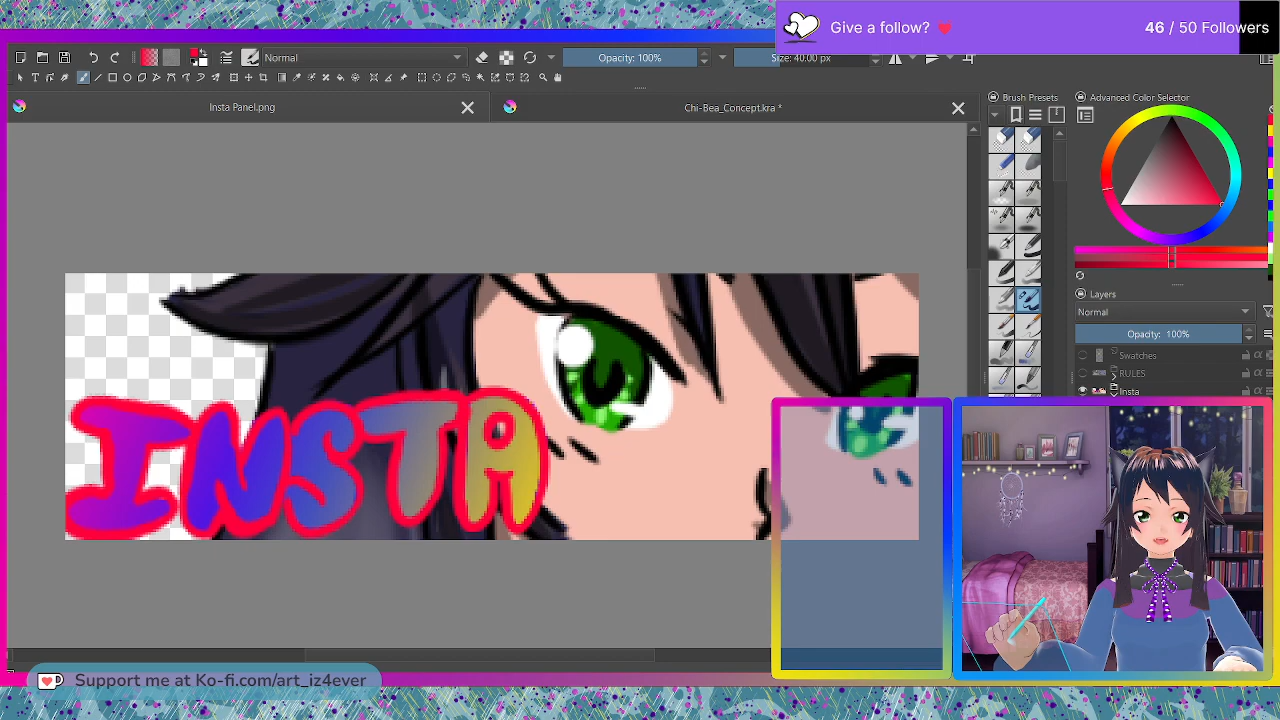 Give a follow?
46 / 50 Followers
Normal
Opacity: 100%
Size: 40.00 px
Insta Panel.png
Chi-Bea_Concept.kra *
Brush Presets
Advanced Color Selector
Layers
Normal
Opacity: 100%
Swatches
RULES
Insta
INSTA
Support me at Ko-fi.com/art_iz4ever